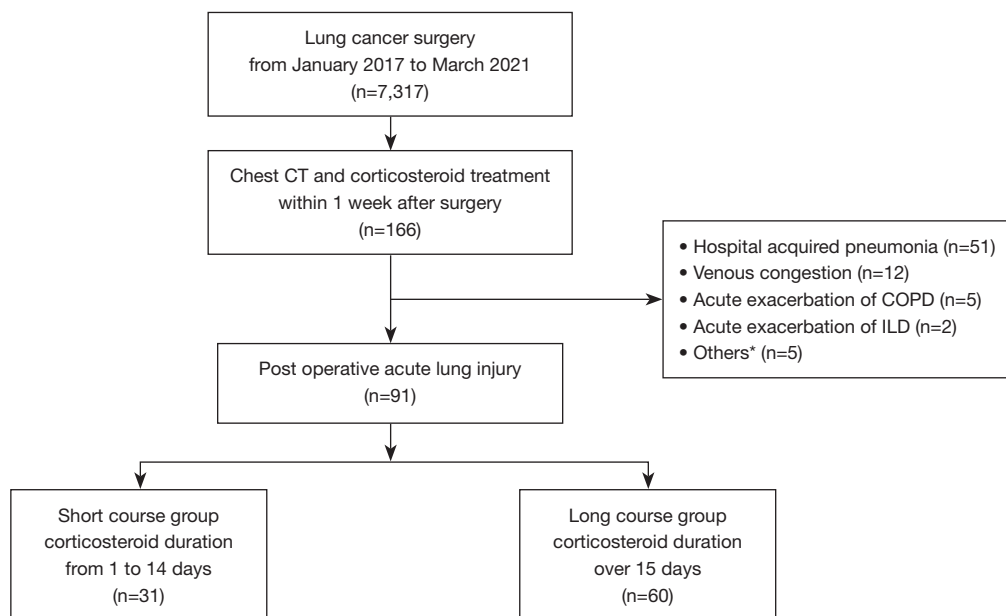 Lung cancer surgery
from January 2017 to March 2021
(n=7,317)
Chest CT and corticosteroid treatment
within 1 week after surgery
(n=166)
• Hospital acquired pneumonia (n=51)
• Venous congestion (n=12)
• Acute exacerbation of COPD (n=5)
• Acute exacerbation of ILD (n=2)
• Others* (n=5)
Post operative acute lung injury
(n=91)
Short course group
corticosteroid duration
from 1 to 14 days
(n=31)
Long course group
corticosteroid duration
over 15 days
(n=60)